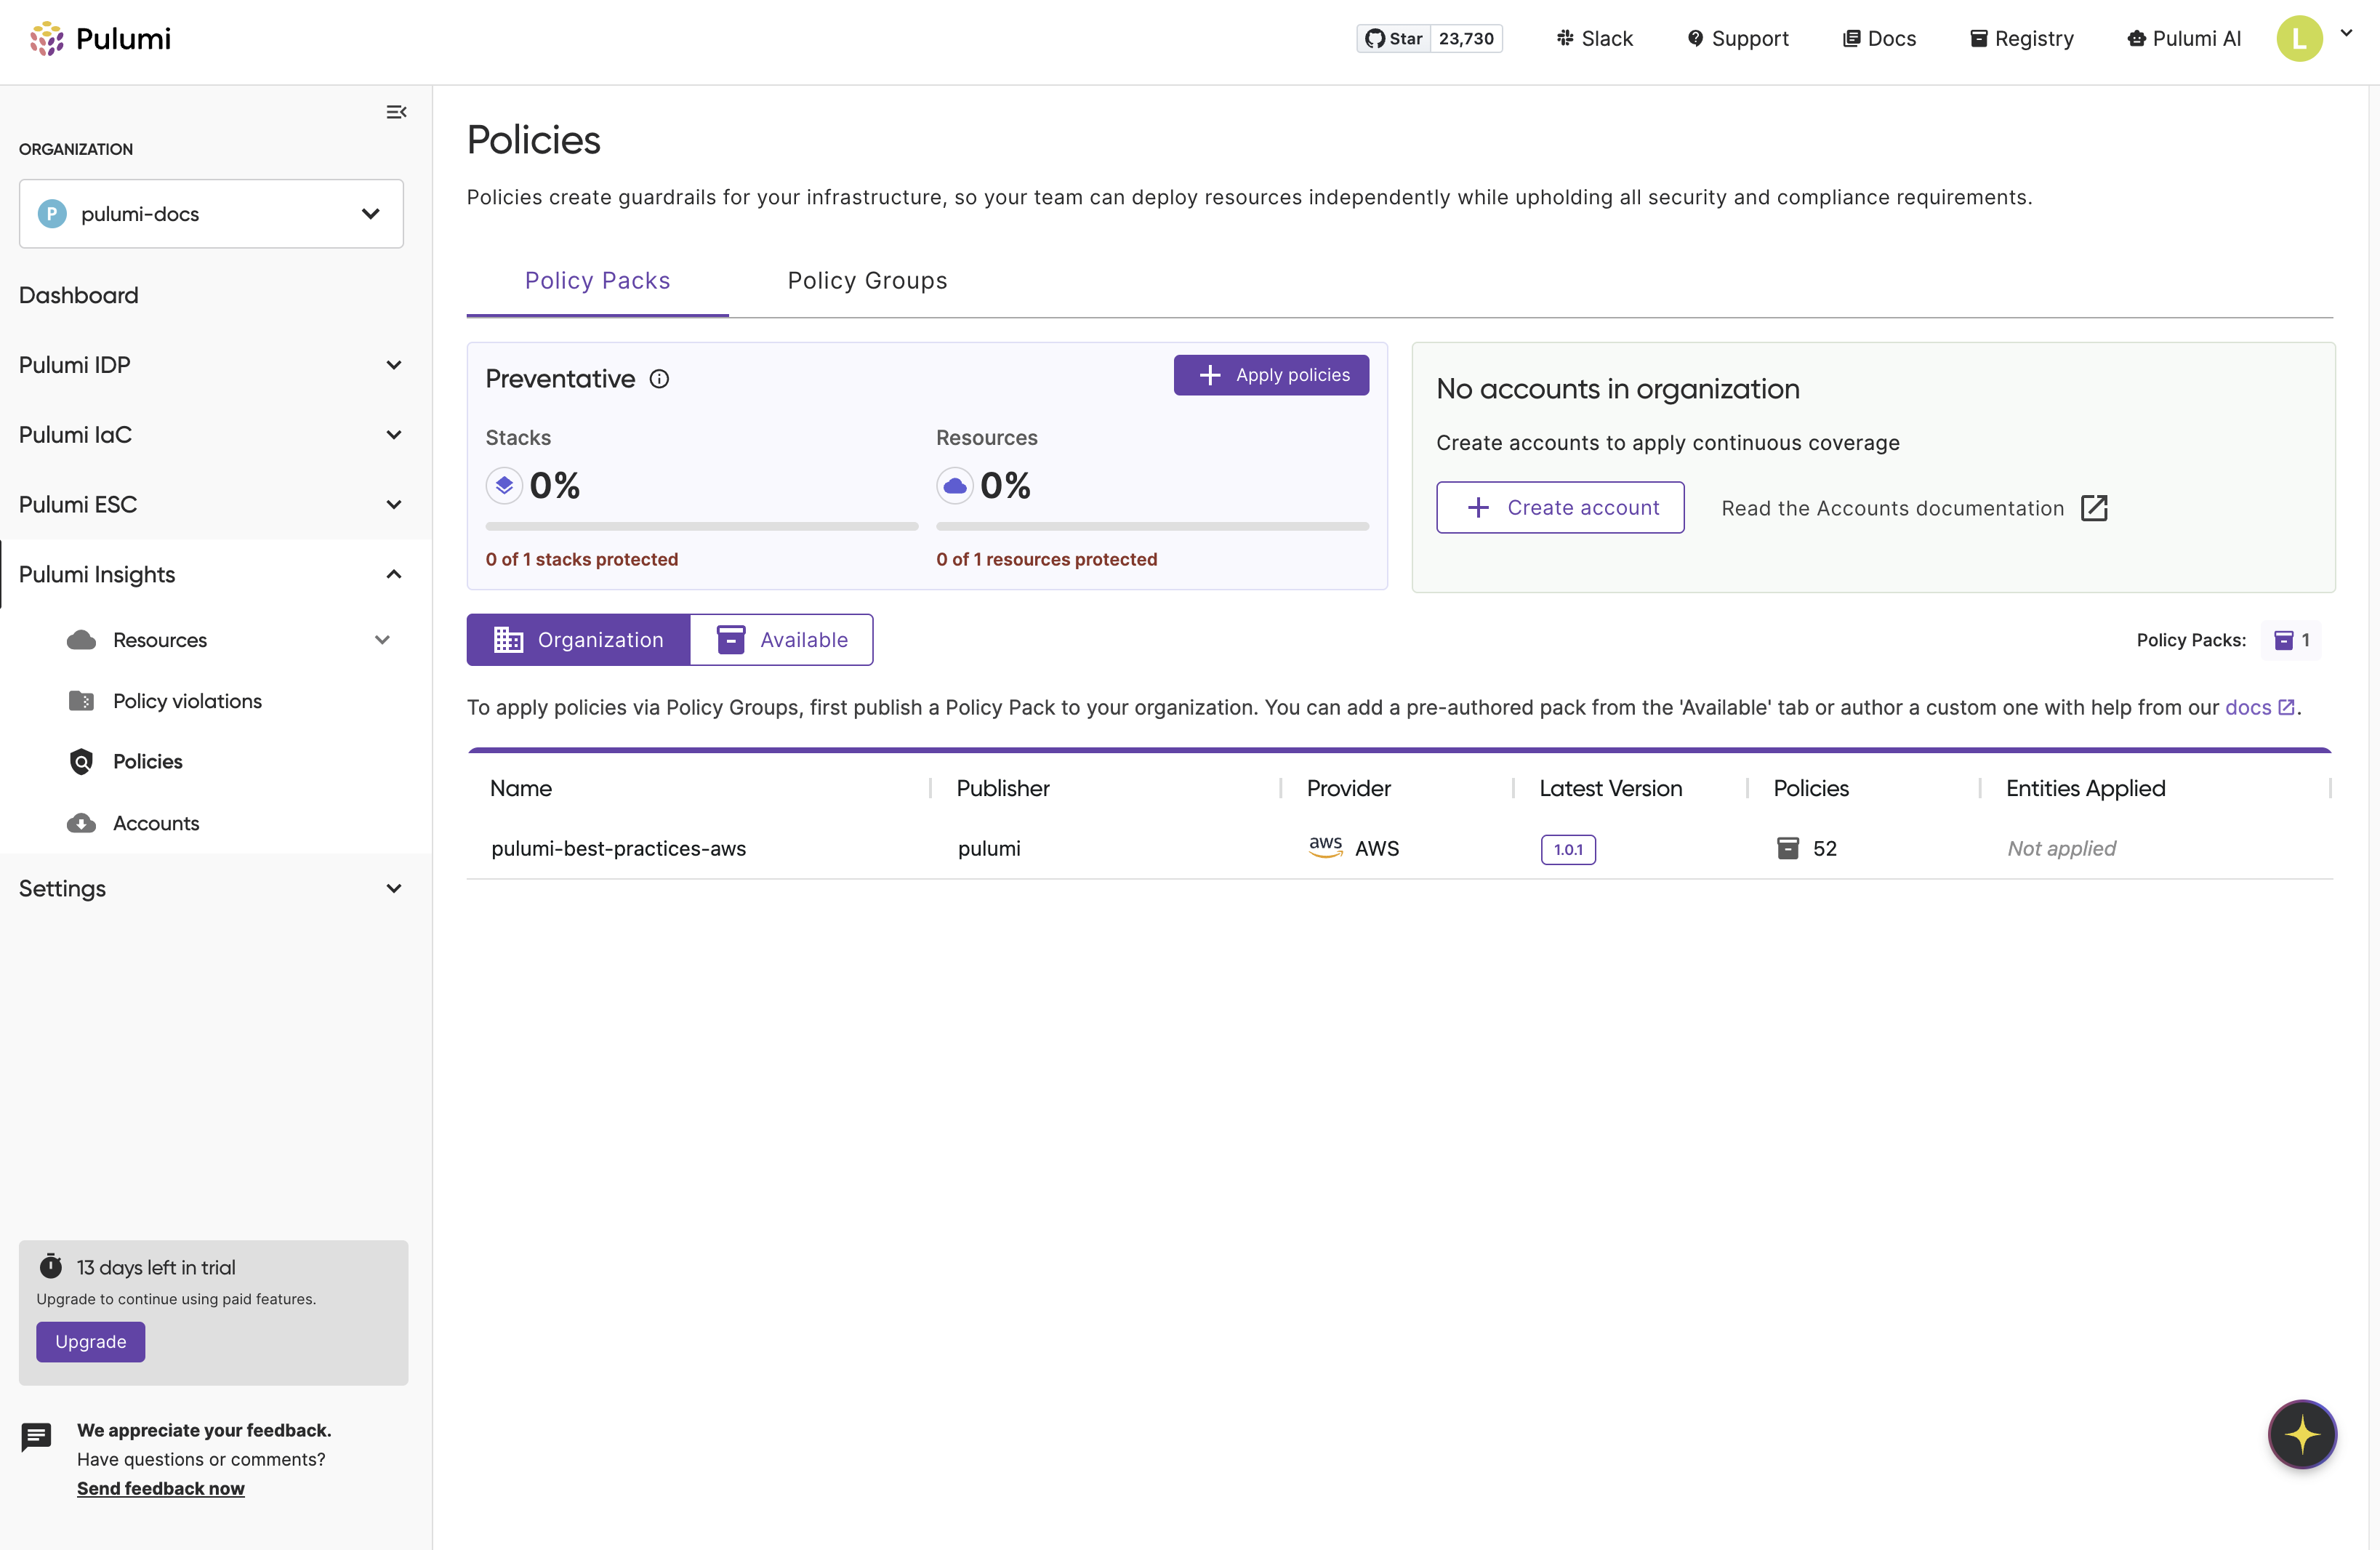 Pulumi
Star 23,730
Slack
Support
Docs
Registry
Pulumi AI
L
ORGANIZATION
P pulumi-docs
Dashboard
Pulumi IDP
Pulumi IaC
Pulumi ESC
Pulumi Insights
Resources
Policy violations
Policies
Accounts
Settings
13 days left in trial
Upgrade to continue using paid features.
Upgrade
We appreciate your feedback.
Have questions or comments?
Send feedback now
Policies
Policies create guardrails for your infrastructure, so your team can deploy resources independently while upholding all security and compliance requirements.
Policy Packs
Policy Groups
Preventative
Apply policies
Stacks
0%
0 of 1 stacks protected
Resources
0%
0 of 1 resources protected
No accounts in organization
Create accounts to apply continuous coverage
Create account
Read the Accounts documentation
Organization
Available
Policy Packs: 1
To apply policies via Policy Groups, first publish a Policy Pack to your organization. You can add a pre-authored pack from the 'Available' tab or author a custom one with help from our docs .
Name Publisher Provider Latest Version Policies Entities Applied
pulumi-best-practices-aws pulumi aws AWS 1.0.1 52 Not applied